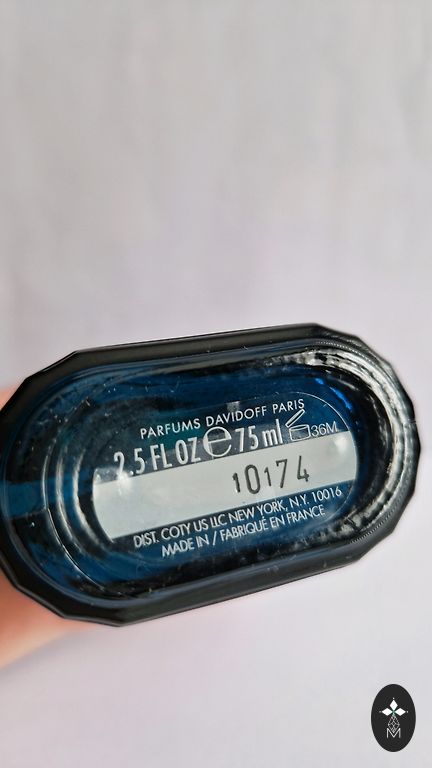 PARFUMS DAVIDOFF PARIS
2.5 FL OZ ℮ 75 ml 36M
10174
DIST. COTY US LLC NEW YORK, N.Y. 10016
MADE IN / FABRIQUÉ EN FRANCE
M